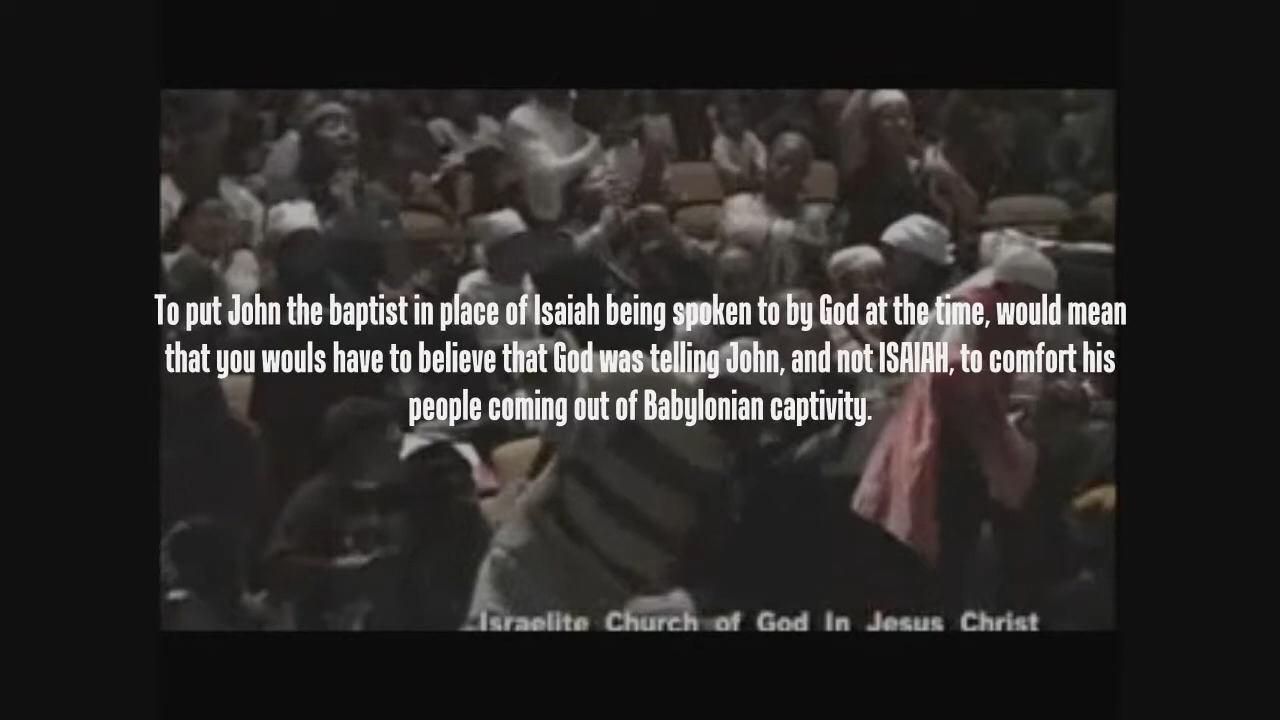 To put John the baptist in place of Isaiah being spoken to by God at the time, would mean
that you wouls have to believe that God was telling John, and not ISAIAH, to comfort his
people coming out of Babylonian captivity.
Israelite Church of God In Jesus Christ